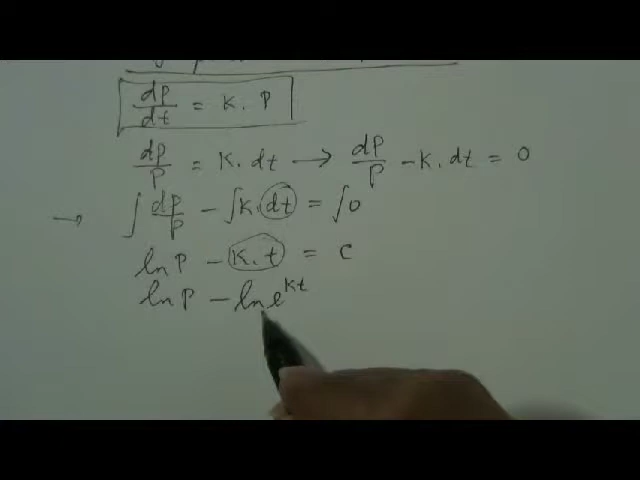 dP/dt = K. P
dP/P = K. dt → dP/P - K. dt = 0
→ ∫ dP/P - ∫ K. dt = ∫ 0
ln P - K. t = c
ln P - ln e^kt